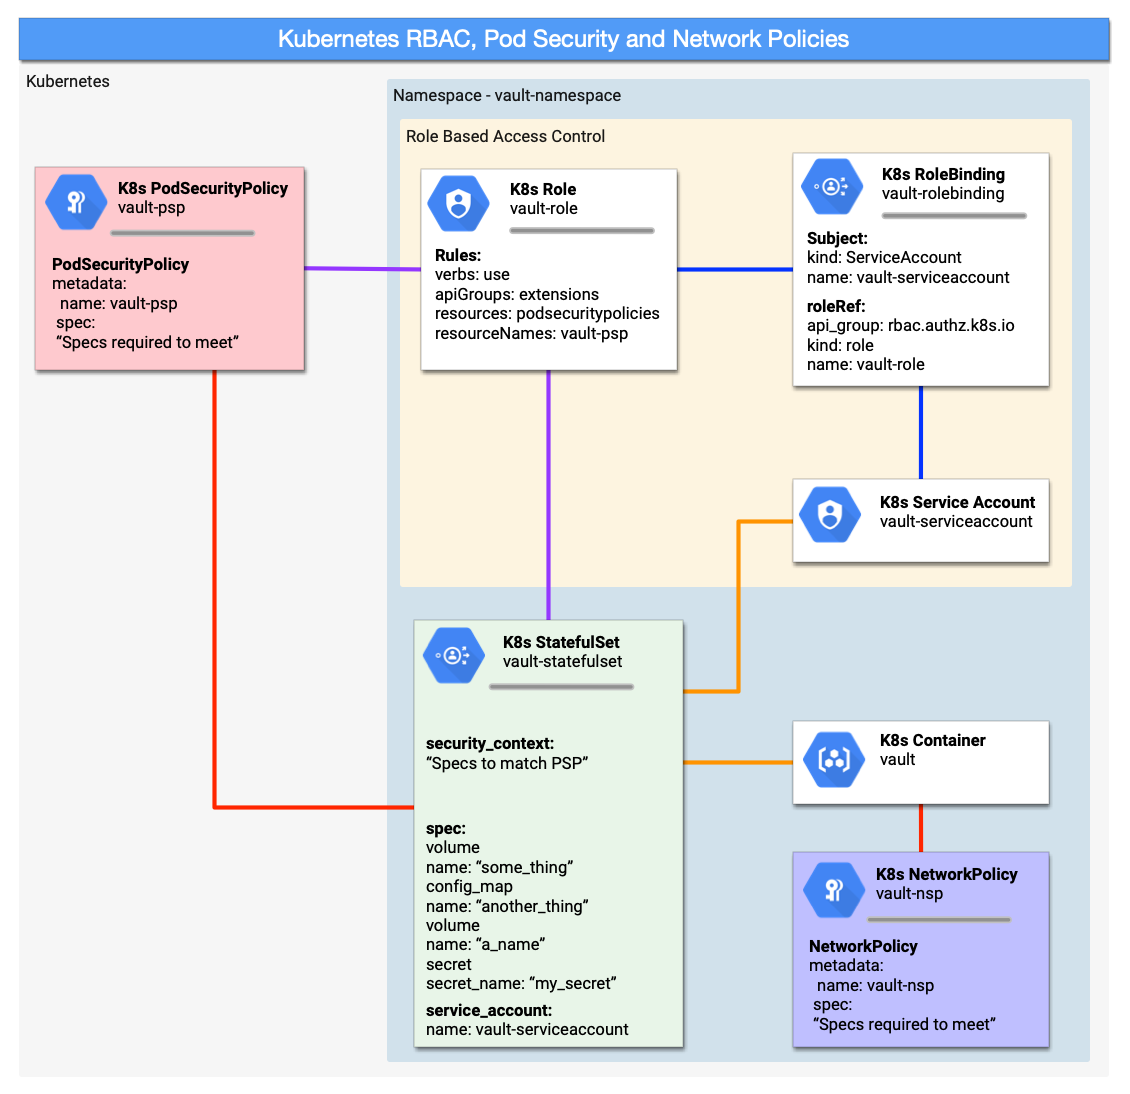 Kubernetes RBAC, Pod Security and Network Policies
Kubernetes
Namespace - vault-namespace
Role Based Access Control
K8s PodSecurityPolicy
vault-psp
PodSecurityPolicy
metadata:
name: vault-psp
spec:
“Specs required to meet”
K8s Role
vault-role
Rules:
verbs: use
apiGroups: extensions
resources: podsecuritypolicies
resourceNames: vault-psp
K8s RoleBinding
vault-rolebinding
Subject:
kind: ServiceAccount
name: vault-serviceaccount
roleRef:
api_group: rbac.authz.k8s.io
kind: role
name: vault-role
K8s Service Account
vault-serviceaccount
K8s StatefulSet
vault-statefulset
security_context:
“Specs to match PSP”
spec:
volume
name: “some_thing”
config_map
name: “another_thing”
volume
name: “a_name”
secret
secret_name: “my_secret”
service_account:
name: vault-serviceaccount
K8s Container
vault
K8s NetworkPolicy
vault-nsp
NetworkPolicy
metadata:
name: vault-nsp
spec:
“Specs required to meet”